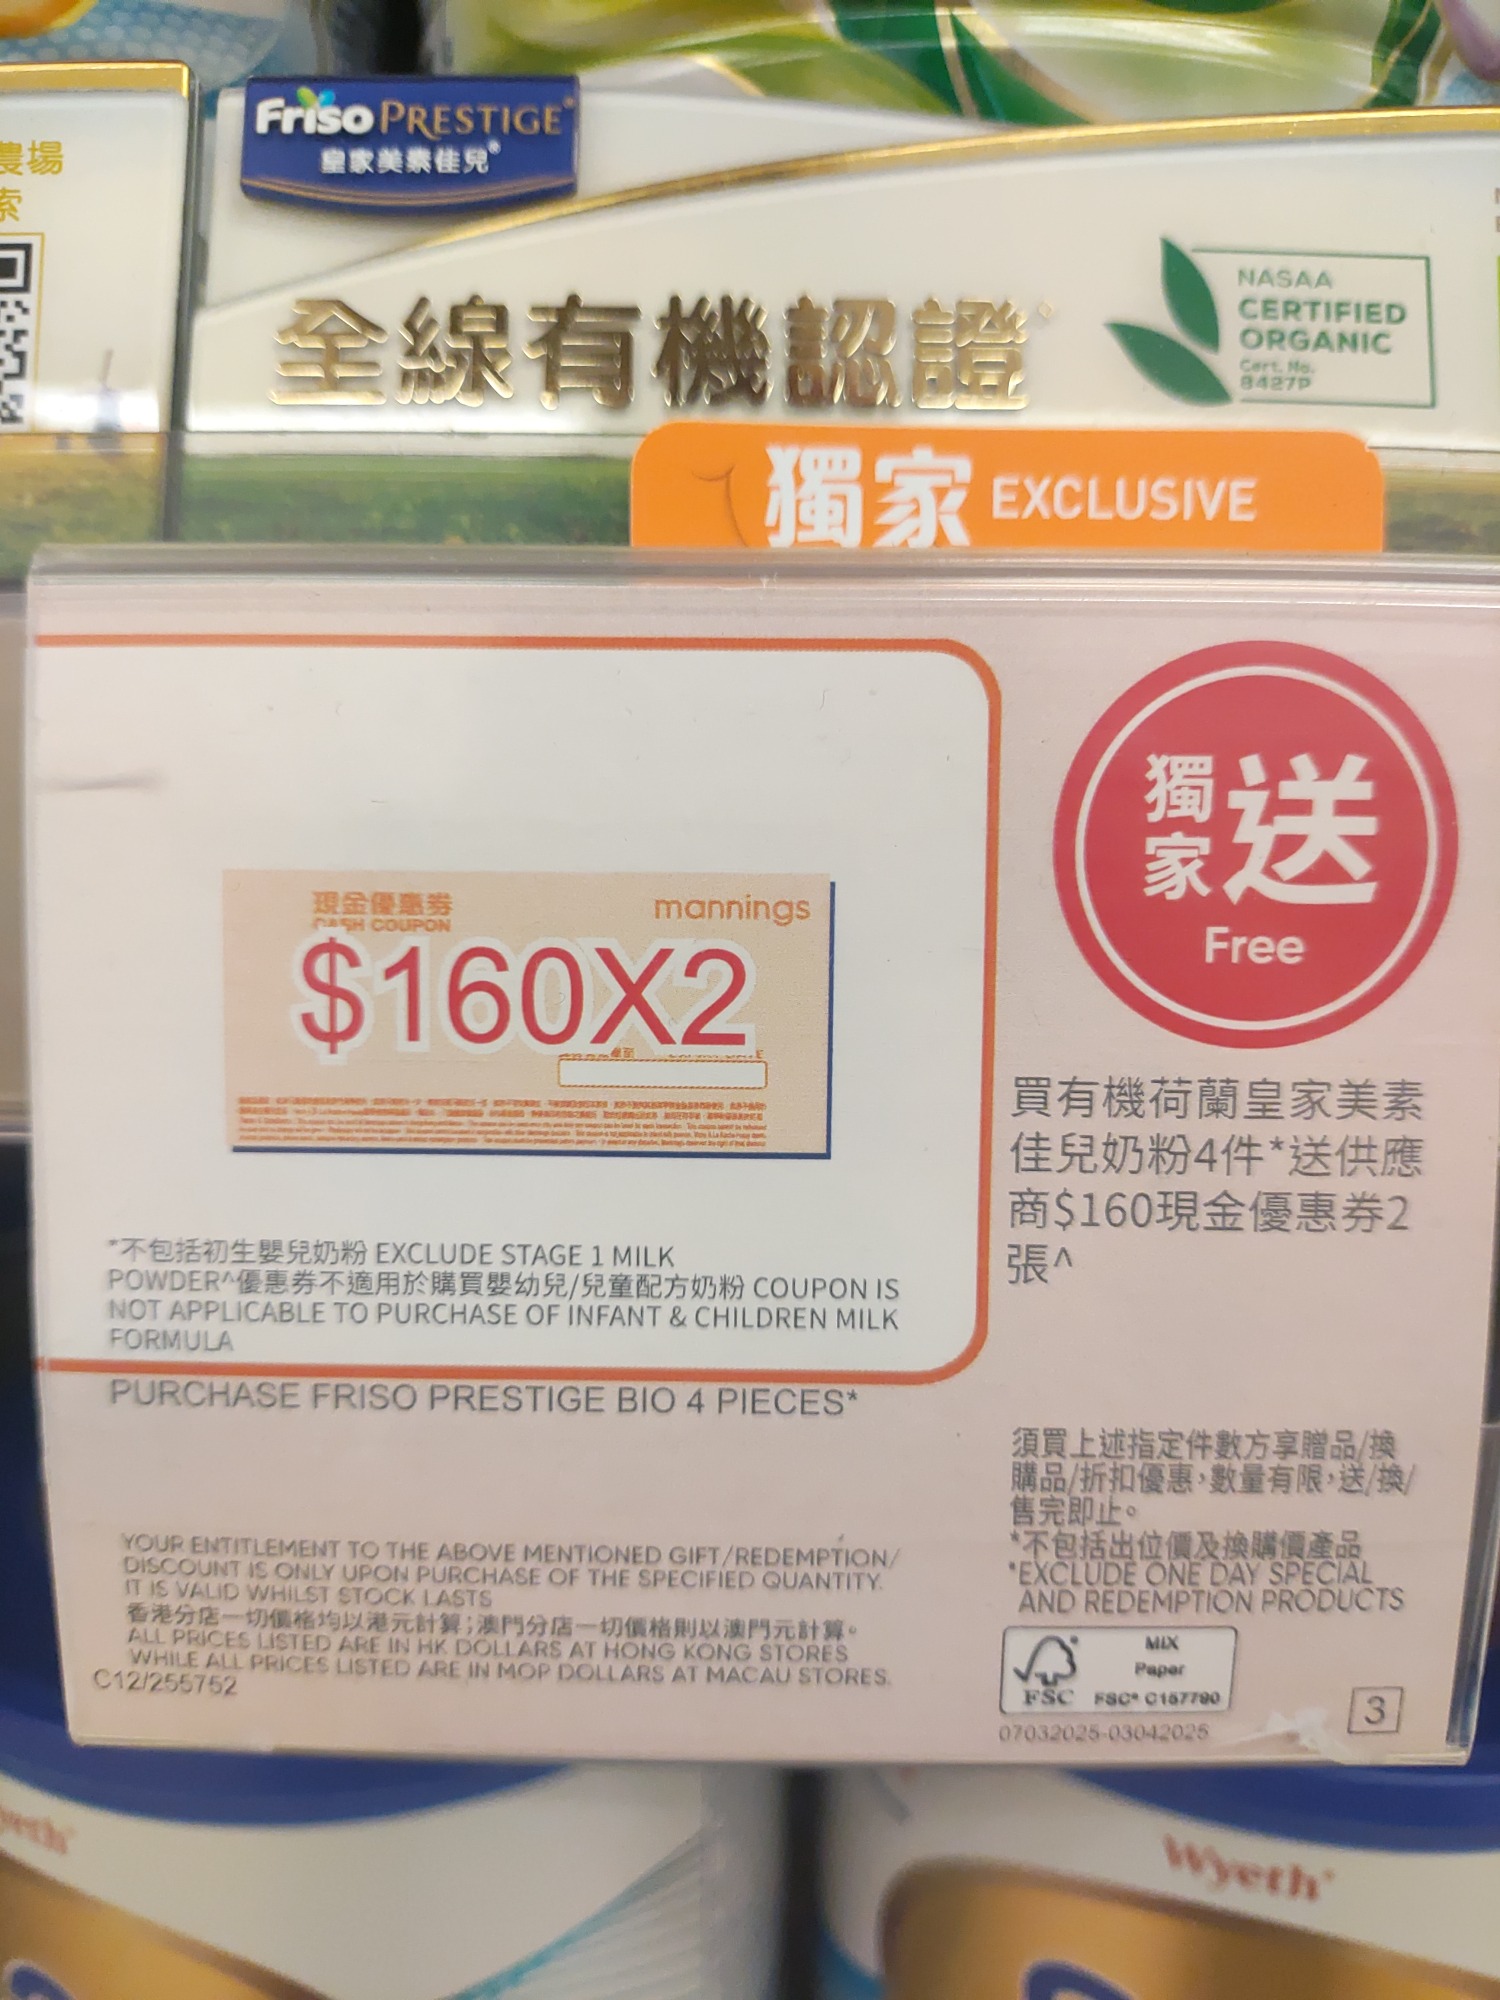 農場
索
Friso PRESTIGE®
皇家美素佳兒®
全線有機認證
NASAA
CERTIFIED
ORGANIC
Cert. No.
8427P
獨家 EXCLUSIVE
現金優惠券
CASH COUPON
mannings
$160X2
獨家送
Free
買有機荷蘭皇家美素
佳兒奶粉4件*送供應
商$160現金優惠券2
張^
*不包括初生嬰兒奶粉 EXCLUDE STAGE 1 MILK
POWDER^優惠券不適用於購買嬰幼兒/兒童配方奶粉 COUPON IS
NOT APPLICABLE TO PURCHASE OF INFANT & CHILDREN MILK
FORMULA
PURCHASE FRISO PRESTIGE BIO 4 PIECES*
須買上述指定件數方享贈品/換
購品/折扣優惠,數量有限,送/換/
售完即止。
*不包括出位價及換購價產品
*EXCLUDE ONE DAY SPECIAL
AND REDEMPTION PRODUCTS
YOUR ENTITLEMENT TO THE ABOVE MENTIONED GIFT/REDEMPTION/
DISCOUNT IS ONLY UPON PURCHASE OF THE SPECIFIED QUANTITY.
IT IS VALID WHILST STOCK LASTS
香港分店一切價格均以港元計算;澳門分店一切價格則以澳門元計算。
ALL PRICES LISTED ARE IN HK DOLLARS AT HONG KONG STORES
WHILE ALL PRICES LISTED ARE IN MOP DOLLARS AT MACAU STORES.
C12/255752
FSC
MIX
Paper
FSC® C157790
07032025-03042025
3
Wyeth®